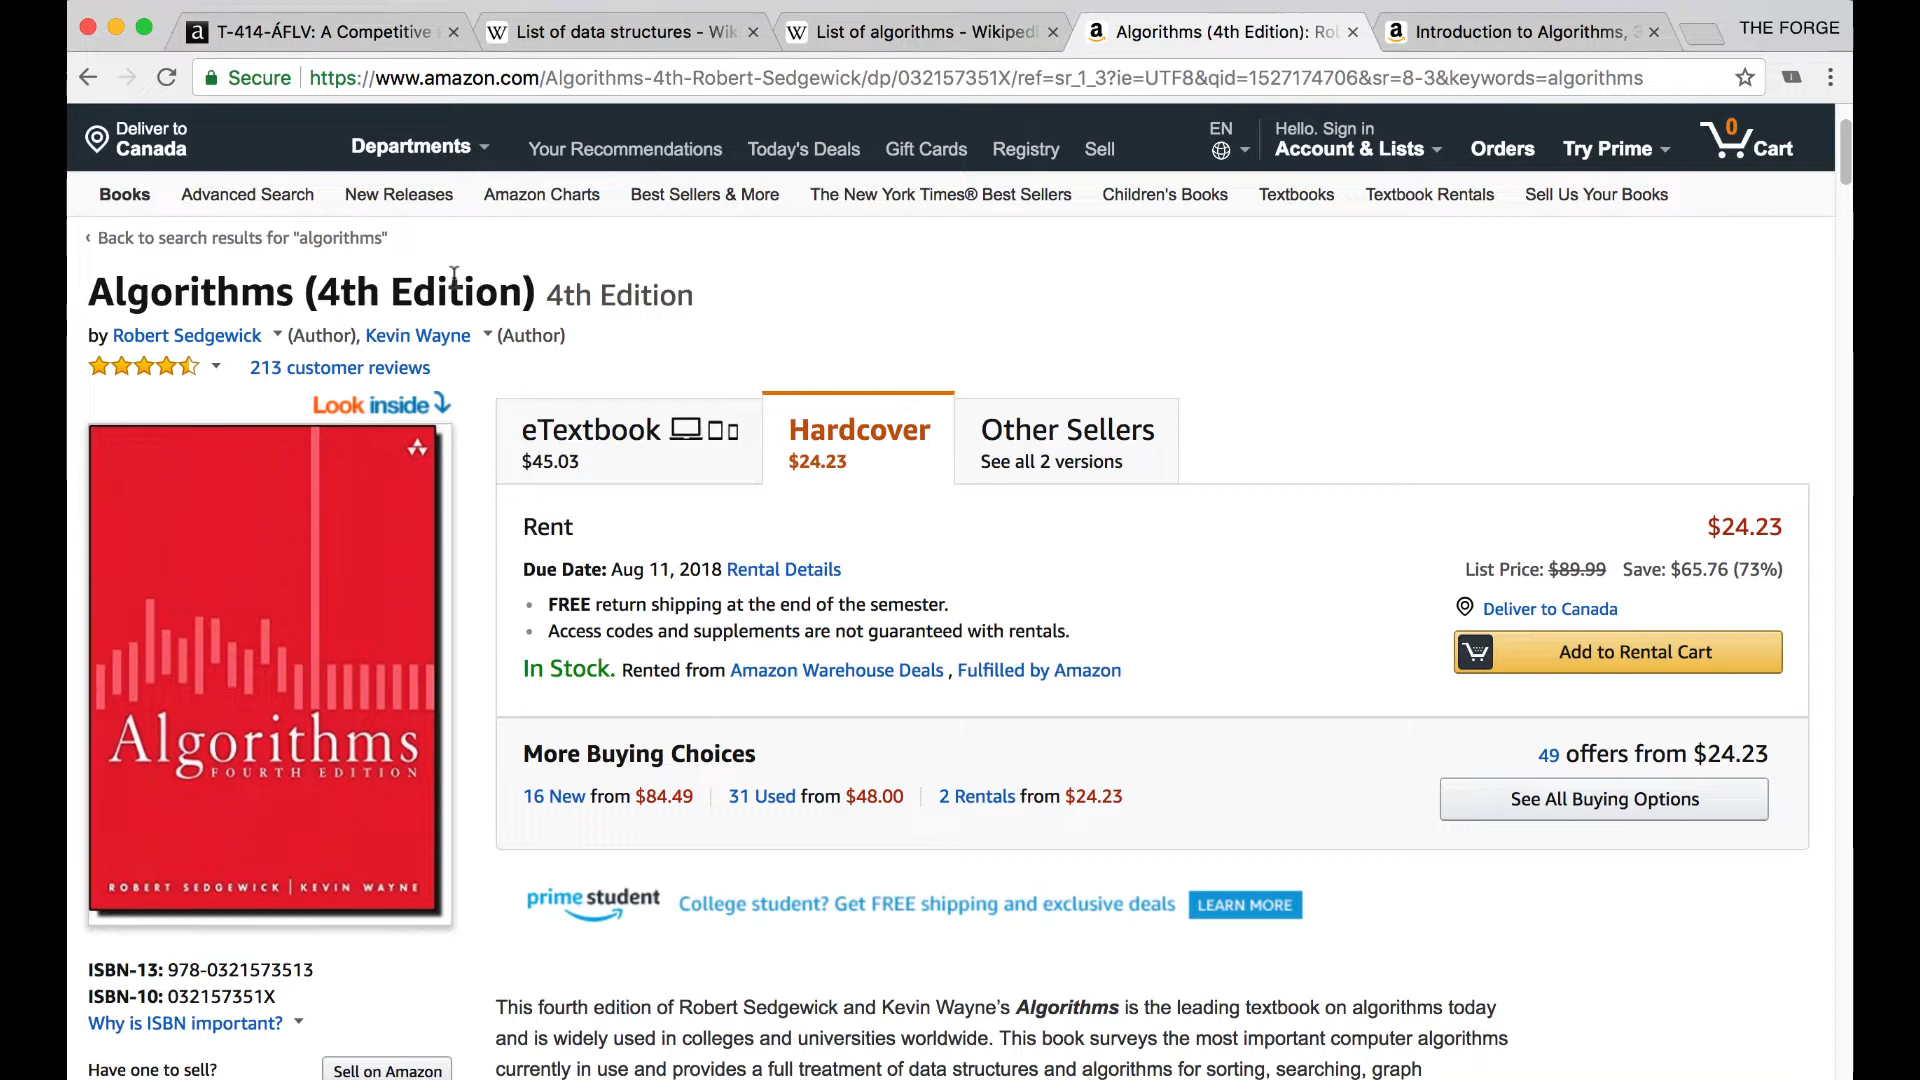 T-414-ÁFLV: A Competitive
List of data structures - Wik
List of algorithms - Wikipedi
Algorithms (4th Edition): Ro
Introduction to Algorithms, 3
THE FORGE
Secure https://www.amazon.com/Algorithms-4th-Robert-Sedgewick/dp/032157351X/ref=sr_1_3?ie=UTF8&qid=1527174706&sr=8-3&keywords=algorithms
Deliver to
Canada
Departments Your Recommendations Today's Deals Gift Cards Registry Sell
EN
Hello. Sign in
Account & Lists Orders Try Prime 0 Cart
Books Advanced Search New Releases Amazon Charts Best Sellers & More The New York Times® Best Sellers Children's Books Textbooks Textbook Rentals Sell Us Your Books
‹ Back to search results for "algorithms"
Algorithms (4th Edition) 4th Edition
by Robert Sedgewick (Author), Kevin Wayne (Author)
213 customer reviews
Look inside
Algorithms
FOURTH EDITION
ROBERT SEDGEWICK | KEVIN WAYNE
eTextbook
$45.03
Hardcover
$24.23
Other Sellers
See all 2 versions
Rent $24.23
Due Date: Aug 11, 2018 Rental Details
List Price: $89.99 Save: $65.76 (73%)
• FREE return shipping at the end of the semester.
Deliver to Canada
• Access codes and supplements are not guaranteed with rentals.
Add to Rental Cart
In Stock. Rented from Amazon Warehouse Deals , Fulfilled by Amazon
More Buying Choices
49 offers from $24.23
16 New from $84.49 | 31 Used from $48.00 | 2 Rentals from $24.23
See All Buying Options
prime student College student? Get FREE shipping and exclusive deals LEARN MORE
ISBN-13: 978-0321573513
ISBN-10: 032157351X
Why is ISBN important?
Have one to sell? Sell on Amazon
This fourth edition of Robert Sedgewick and Kevin Wayne's Algorithms is the leading textbook on algorithms today
and is widely used in colleges and universities worldwide. This book surveys the most important computer algorithms
currently in use and provides a full treatment of data structures and algorithms for sorting, searching, graph